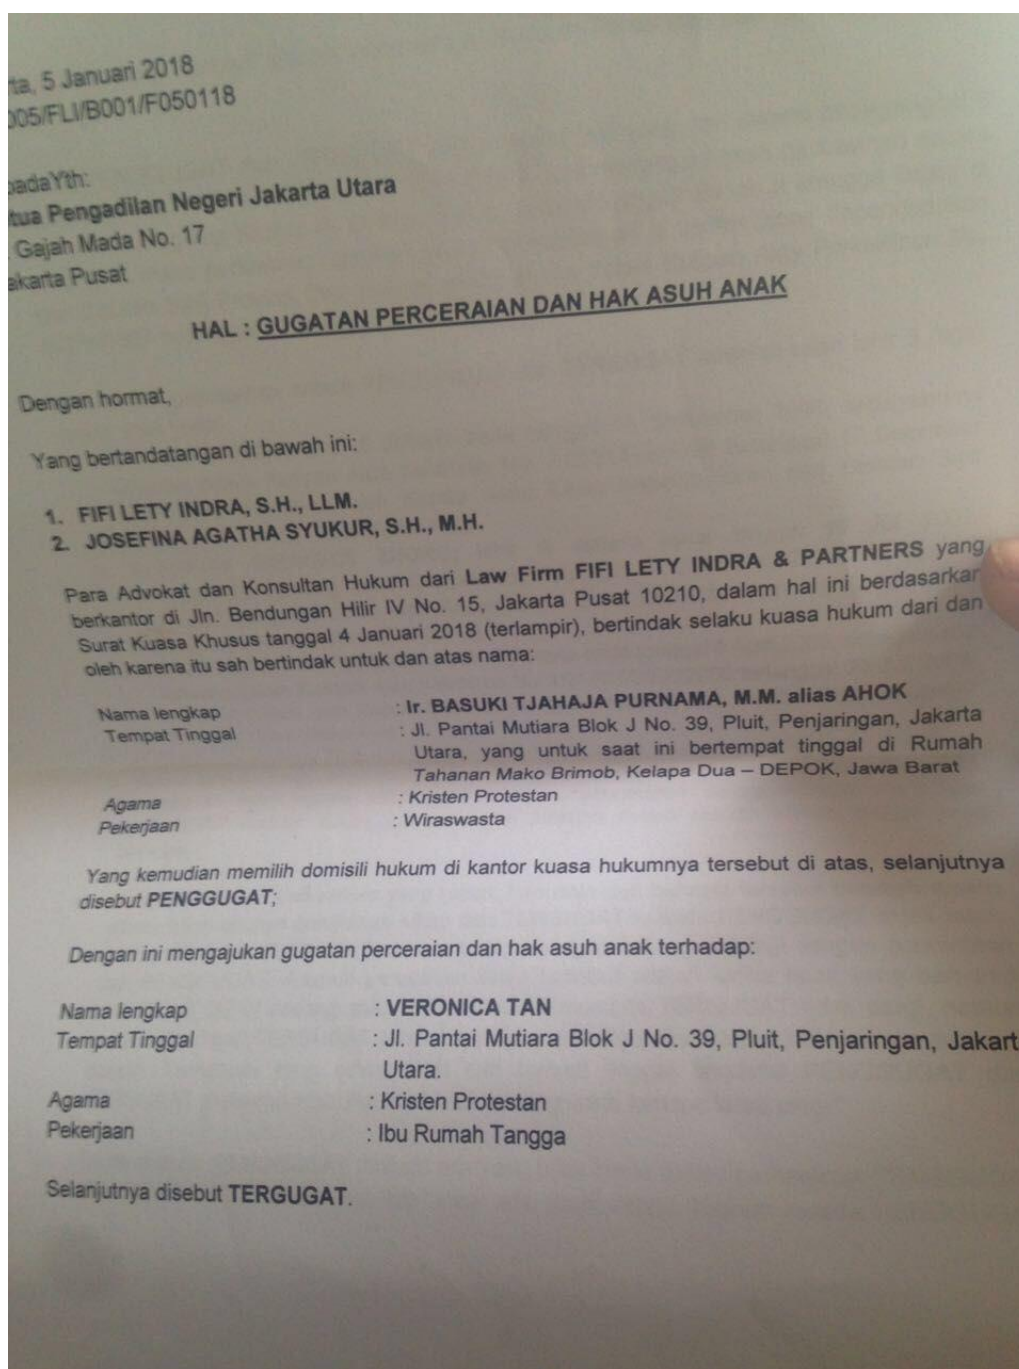 ta, 5 Januari 2018
005/FLI/B001/F050118
padaYth:
tua Pengadilan Negeri Jakarta Utara
. Gajah Mada No. 17
akarta Pusat
HAL : GUGATAN PERCERAIAN DAN HAK ASUH ANAK
Dengan hormat,
Yang bertandatangan di bawah ini:
1. FIFI LETY INDRA, S.H., LLM.
2. JOSEFINA AGATHA SYUKUR, S.H., M.H.
Para Advokat dan Konsultan Hukum dari Law Firm FIFI LETY INDRA & PARTNERS yang
berkantor di Jln. Bendungan Hilir IV No. 15, Jakarta Pusat 10210, dalam hal ini berdasarkan
Surat Kuasa Khusus tanggal 4 Januari 2018 (terlampir), bertindak selaku kuasa hukum dari dan
oleh karena itu sah bertindak untuk dan atas nama:
Nama lengkap : Ir. BASUKI TJAHAJA PURNAMA, M.M. alias AHOK
Tempat Tinggal : Jl. Pantai Mutiara Blok J No. 39, Pluit, Penjaringan, Jakarta
Utara, yang untuk saat ini bertempat tinggal di Rumah
Tahanan Mako Brimob, Kelapa Dua – DEPOK, Jawa Barat
Agama : Kristen Protestan
Pekerjaan : Wiraswasta
Yang kemudian memilih domisili hukum di kantor kuasa hukumnya tersebut di atas, selanjutnya
disebut PENGGUGAT;
Dengan ini mengajukan gugatan perceraian dan hak asuh anak terhadap:
Nama lengkap : VERONICA TAN
Tempat Tinggal : Jl. Pantai Mutiara Blok J No. 39, Pluit, Penjaringan, Jakart
Utara.
Agama : Kristen Protestan
Pekerjaan : Ibu Rumah Tangga
Selanjutnya disebut TERGUGAT.